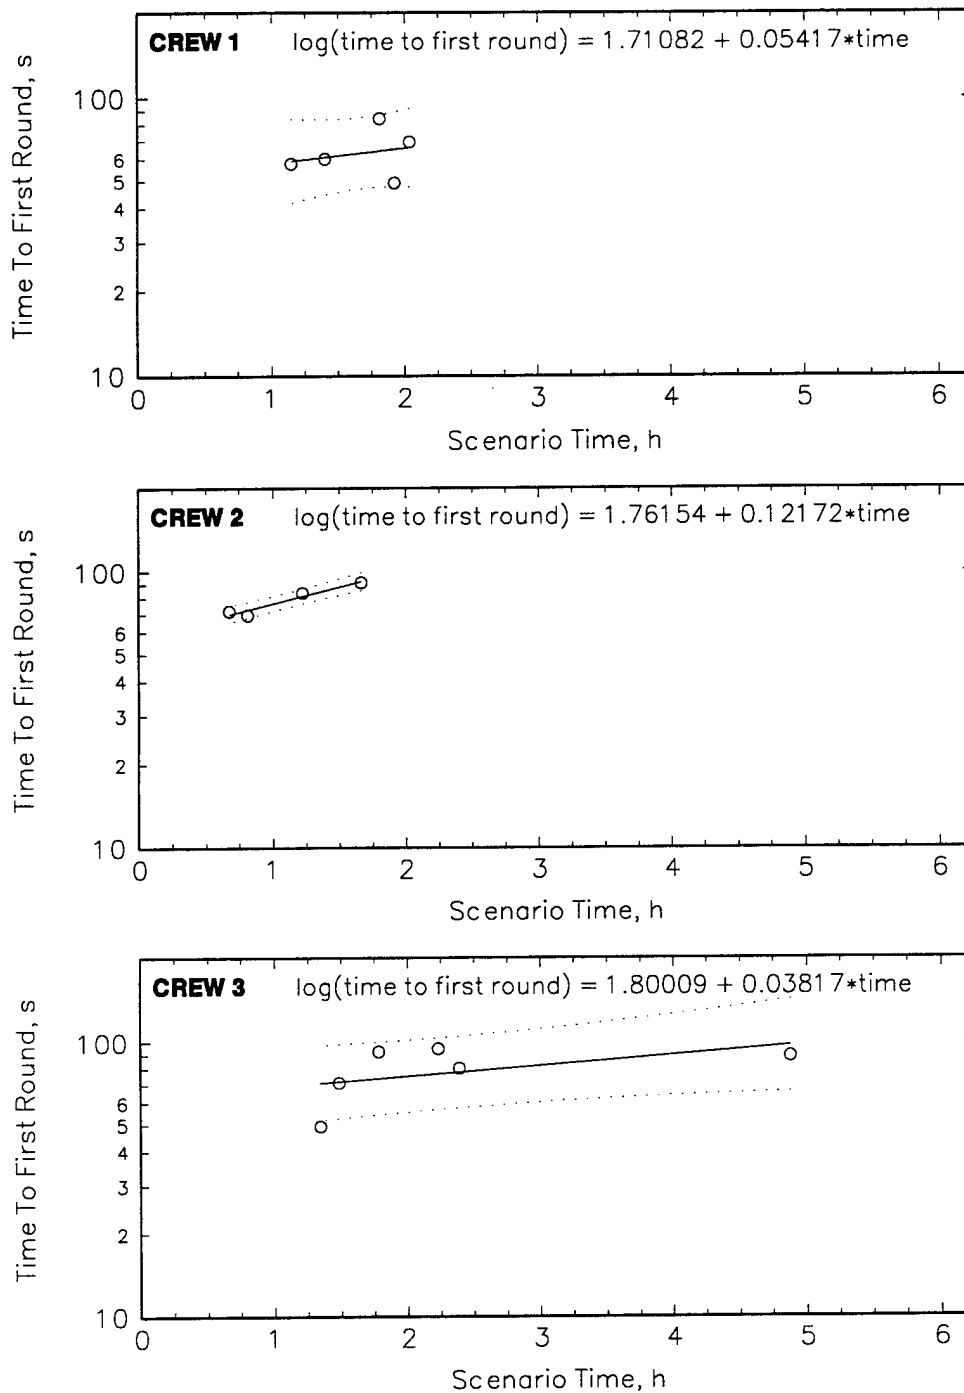 CREW 1 log(time to first round) = 1.71082 + 0.05417*time
Time To First Round, s
100
6
5
4
3
2
10
0 1 2 3 4 5 6
Scenario Time, h
CREW 2 log(time to first round) = 1.76154 + 0.12172*time
Time To First Round, s
100
6
5
4
3
2
10
0 1 2 3 4 5 6
Scenario Time, h
CREW 3 log(time to first round) = 1.80009 + 0.03817*time
Time To First Round, s
100
6
5
4
3
2
10
0 1 2 3 4 5 6
Scenario Time, h